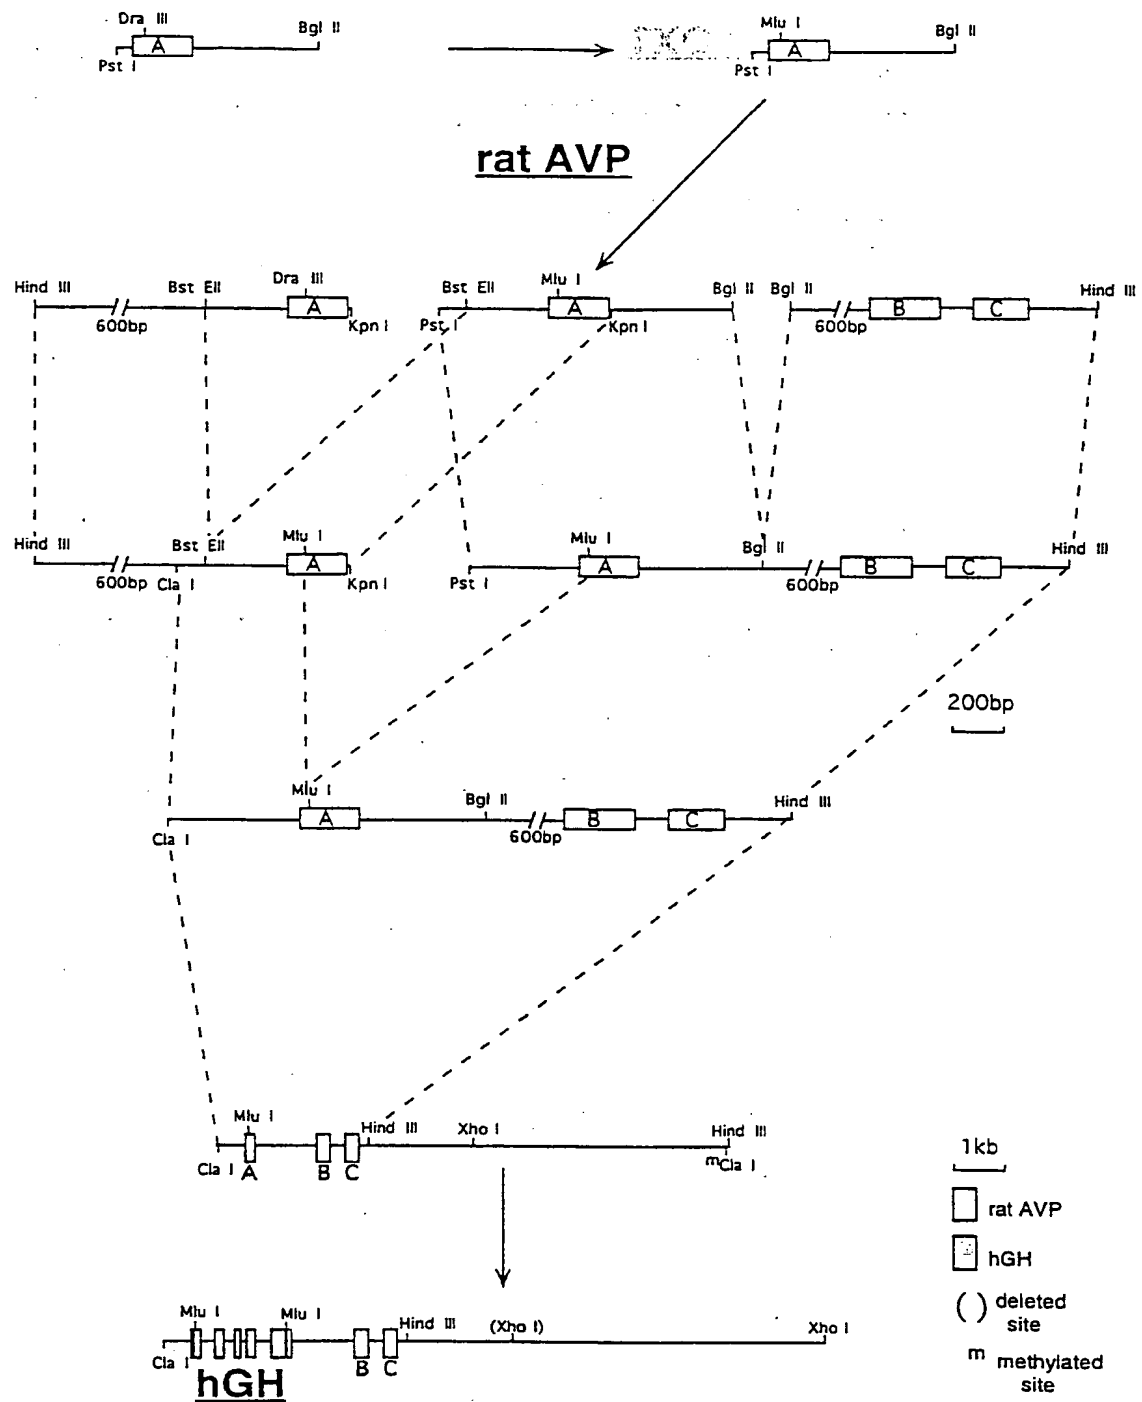 Dra III
A
Bgl II
Pst I
Mlu I
A
Bgl II
Pst I
rat AVP
Hind III
Bst EII
Dra III
A
600bp
Kpn I
Bst EII
Mlu I
A
Bgl II
Pst I
Kpn I
Bgl II
B
C
Hind III
600bp
Hind III
Bst EII
Mlu I
A
600bp
Cla I
Kpn I
Mlu I
A
Bgl II
B
C
Hind III
Pst I
600bp
200bp
Mlu I
A
Bgl II
B
C
Hind III
Cla I
600bp
Mlu I
Hind III
Xho I
Hind III
Cla I
A
B
C
m Cla I
1kb
rat AVP
hGH
( ) deleted
site
m methylated
site
Mlu I
Mlu I
Hind III
(Xho I)
Xho I
Cla I
B
C
hGH